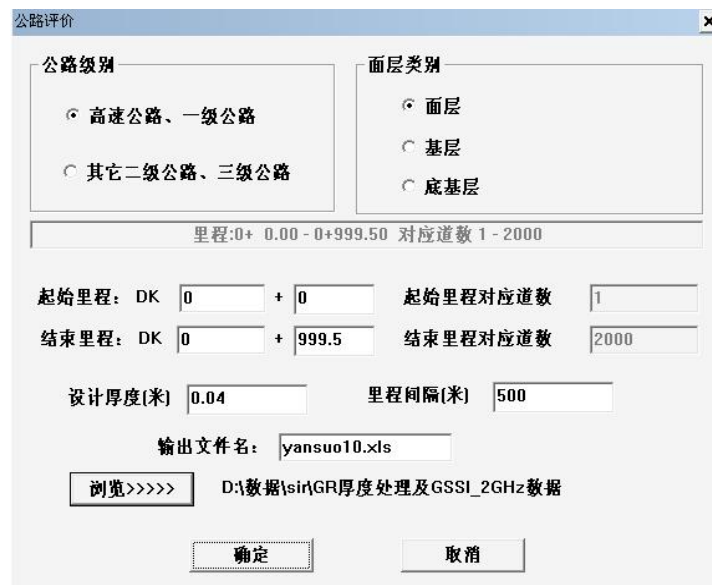 公路评价
公路级别
高速公路、一级公路
其它二级公路、三级公路
面层类别
面层
基层
底基层
里程:0+ 0.00 - 0+999.50 对应道数 1 - 2000
起始里程: DK 0 + 0 起始里程对应道数 1
结束里程: DK 0 + 999.5 结束里程对应道数 2000
设计厚度(米) 0.04 里程间隔(米) 500
输出文件名: yansuo10.xls
浏览>>>>> D:\数据\sir\GR厚度处理及GSSI_2GHz数据
确定 取消